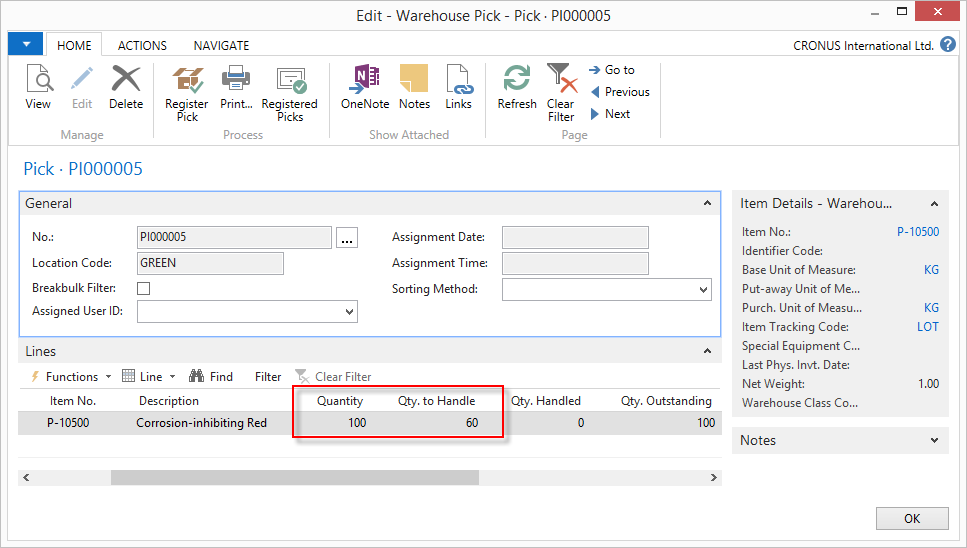 Edit - Warehouse Pick - Pick · PI000005
HOME ACTIONS NAVIGATE CRONUS International Ltd. ?
View Edit Delete Register Pick Print... Registered Picks OneNote Notes Links Refresh Clear Filter Go to Previous Next
Manage Process Show Attached Page
Pick · PI000005
General
No.: PI000005 ... Assignment Date:
Location Code: GREEN Assignment Time:
Breakbulk Filter: Sorting Method:
Assigned User ID:
Item Details - Warehou...
Item No.: P-10500
Identifier Code:
Base Unit of Measure: KG
Put-away Unit of Me...
Purch. Unit of Measu... KG
Item Tracking Code: LOT
Special Equipment C...
Last Phys. Invt. Date:
Net Weight: 1.00
Warehouse Class Co...
Notes
Lines
Functions Line Find Filter Clear Filter
Item No. Description Quantity Qty. to Handle Qty. Handled Qty. Outstanding
P-10500 Corrosion-inhibiting Red 100 60 0 100
OK